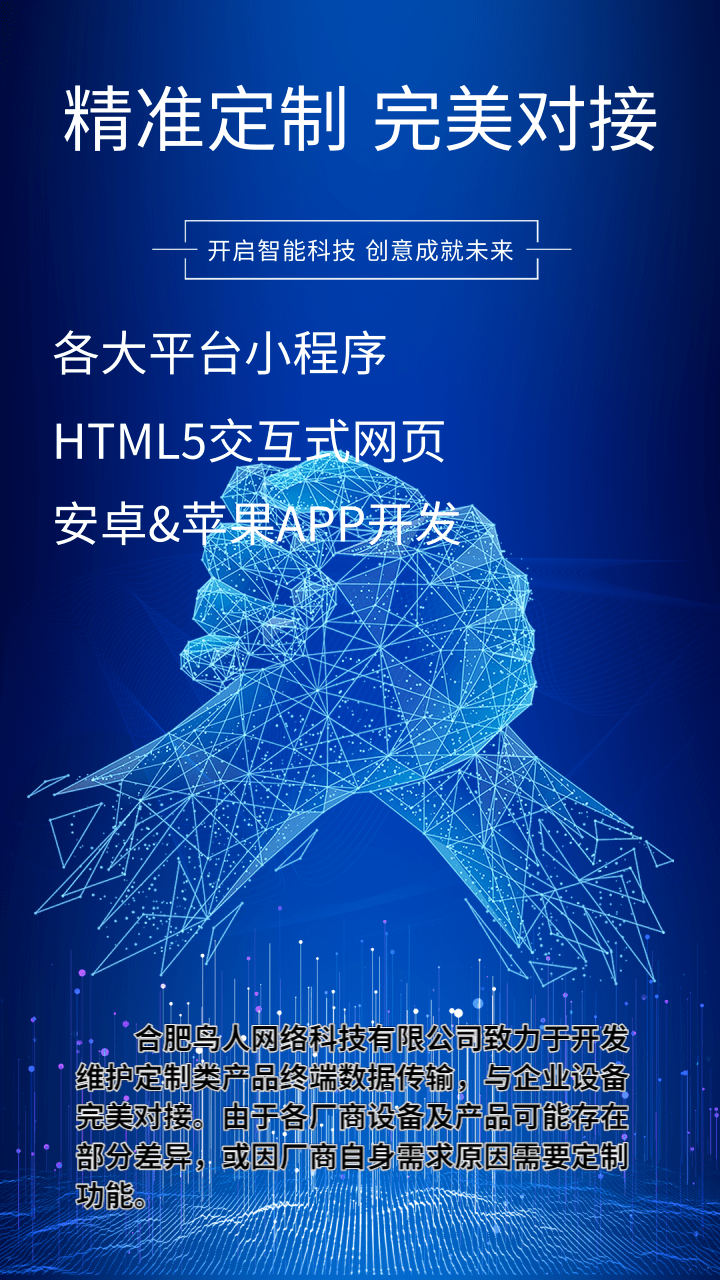 精准定制 完美对接
开启智能科技 创意成就未来
各大平台小程序
HTML5交互式网页
安卓&苹果APP开发
合肥鸟人网络科技有限公司致力于开发
维护定制类产品终端数据传输，与企业设备
完美对接。由于各厂商设备及产品可能存在
部分差异，或因厂商自身需求原因需要定制
功能。